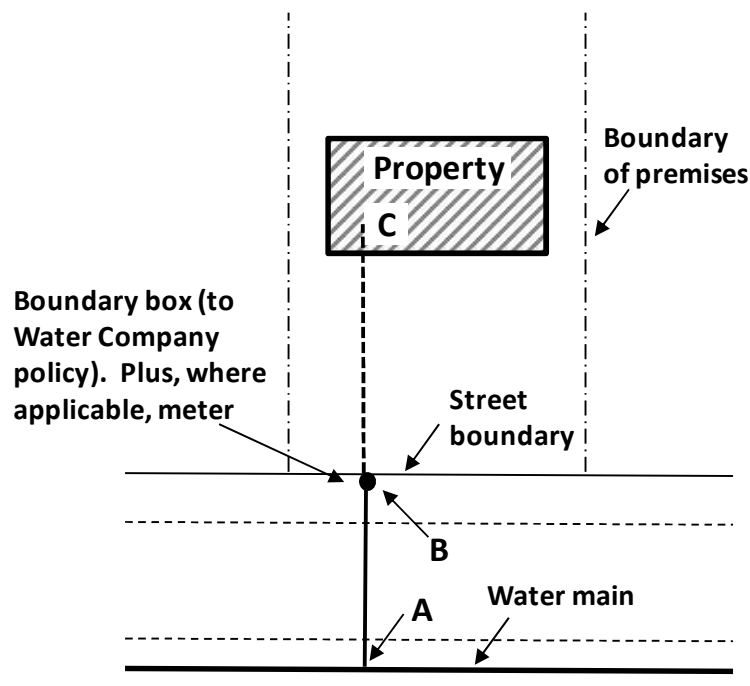 Property
C
Boundary
of premises
Boundary box (to
Water Company
policy).  Plus, where
applicable, meter
Street
boundary
B
A
Water main